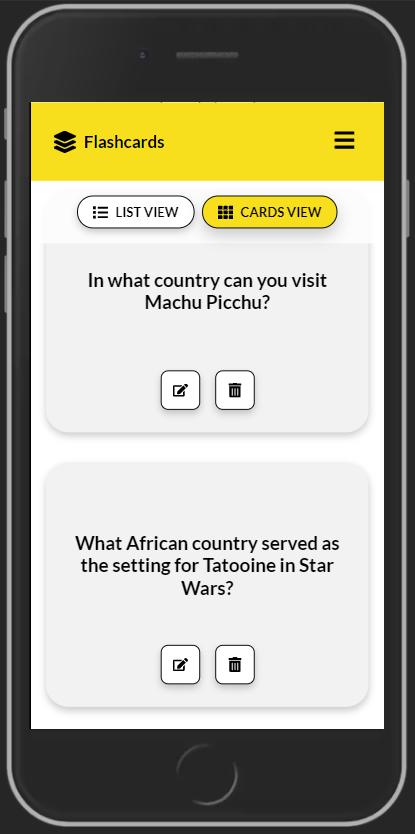 Flashcards
LIST VIEW
CARDS VIEW
In what country can you visit
Machu Picchu?
What African country served as
the setting for Tatooine in Star
Wars?